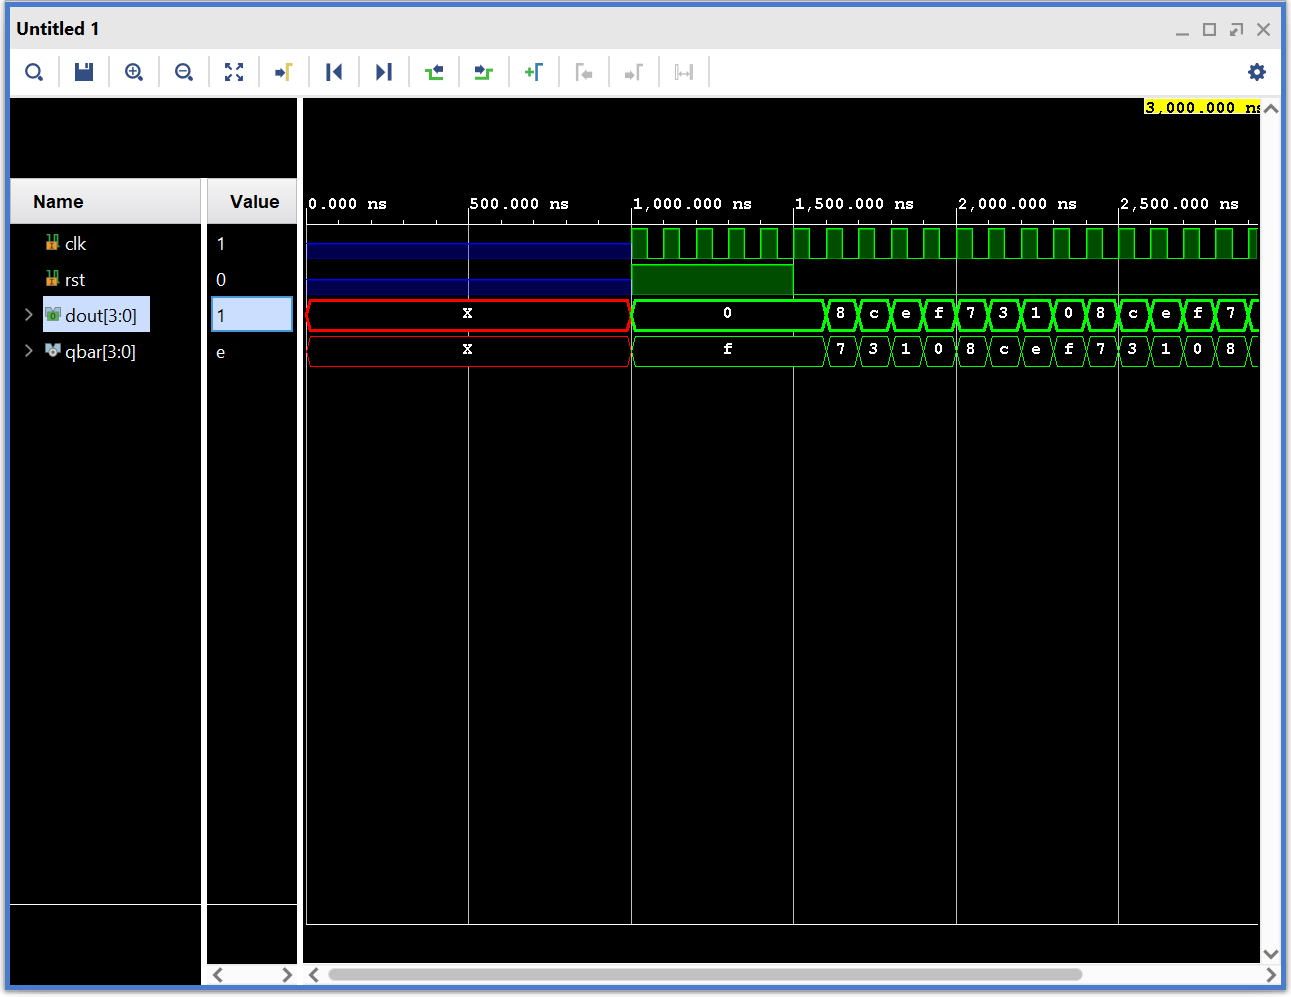 Untitled 1
3,000.000 ns
Name Value
0.000 ns 500.000 ns 1,000.000 ns 1,500.000 ns 2,000.000 ns 2,500.000 ns
clk 1
rst 0
dout[3:0] 1 X 0 8 c e f 7 3 1 0 8 c e f 7
qbar[3:0] e X f 7 3 1 0 8 c e f 7 3 1 0 8